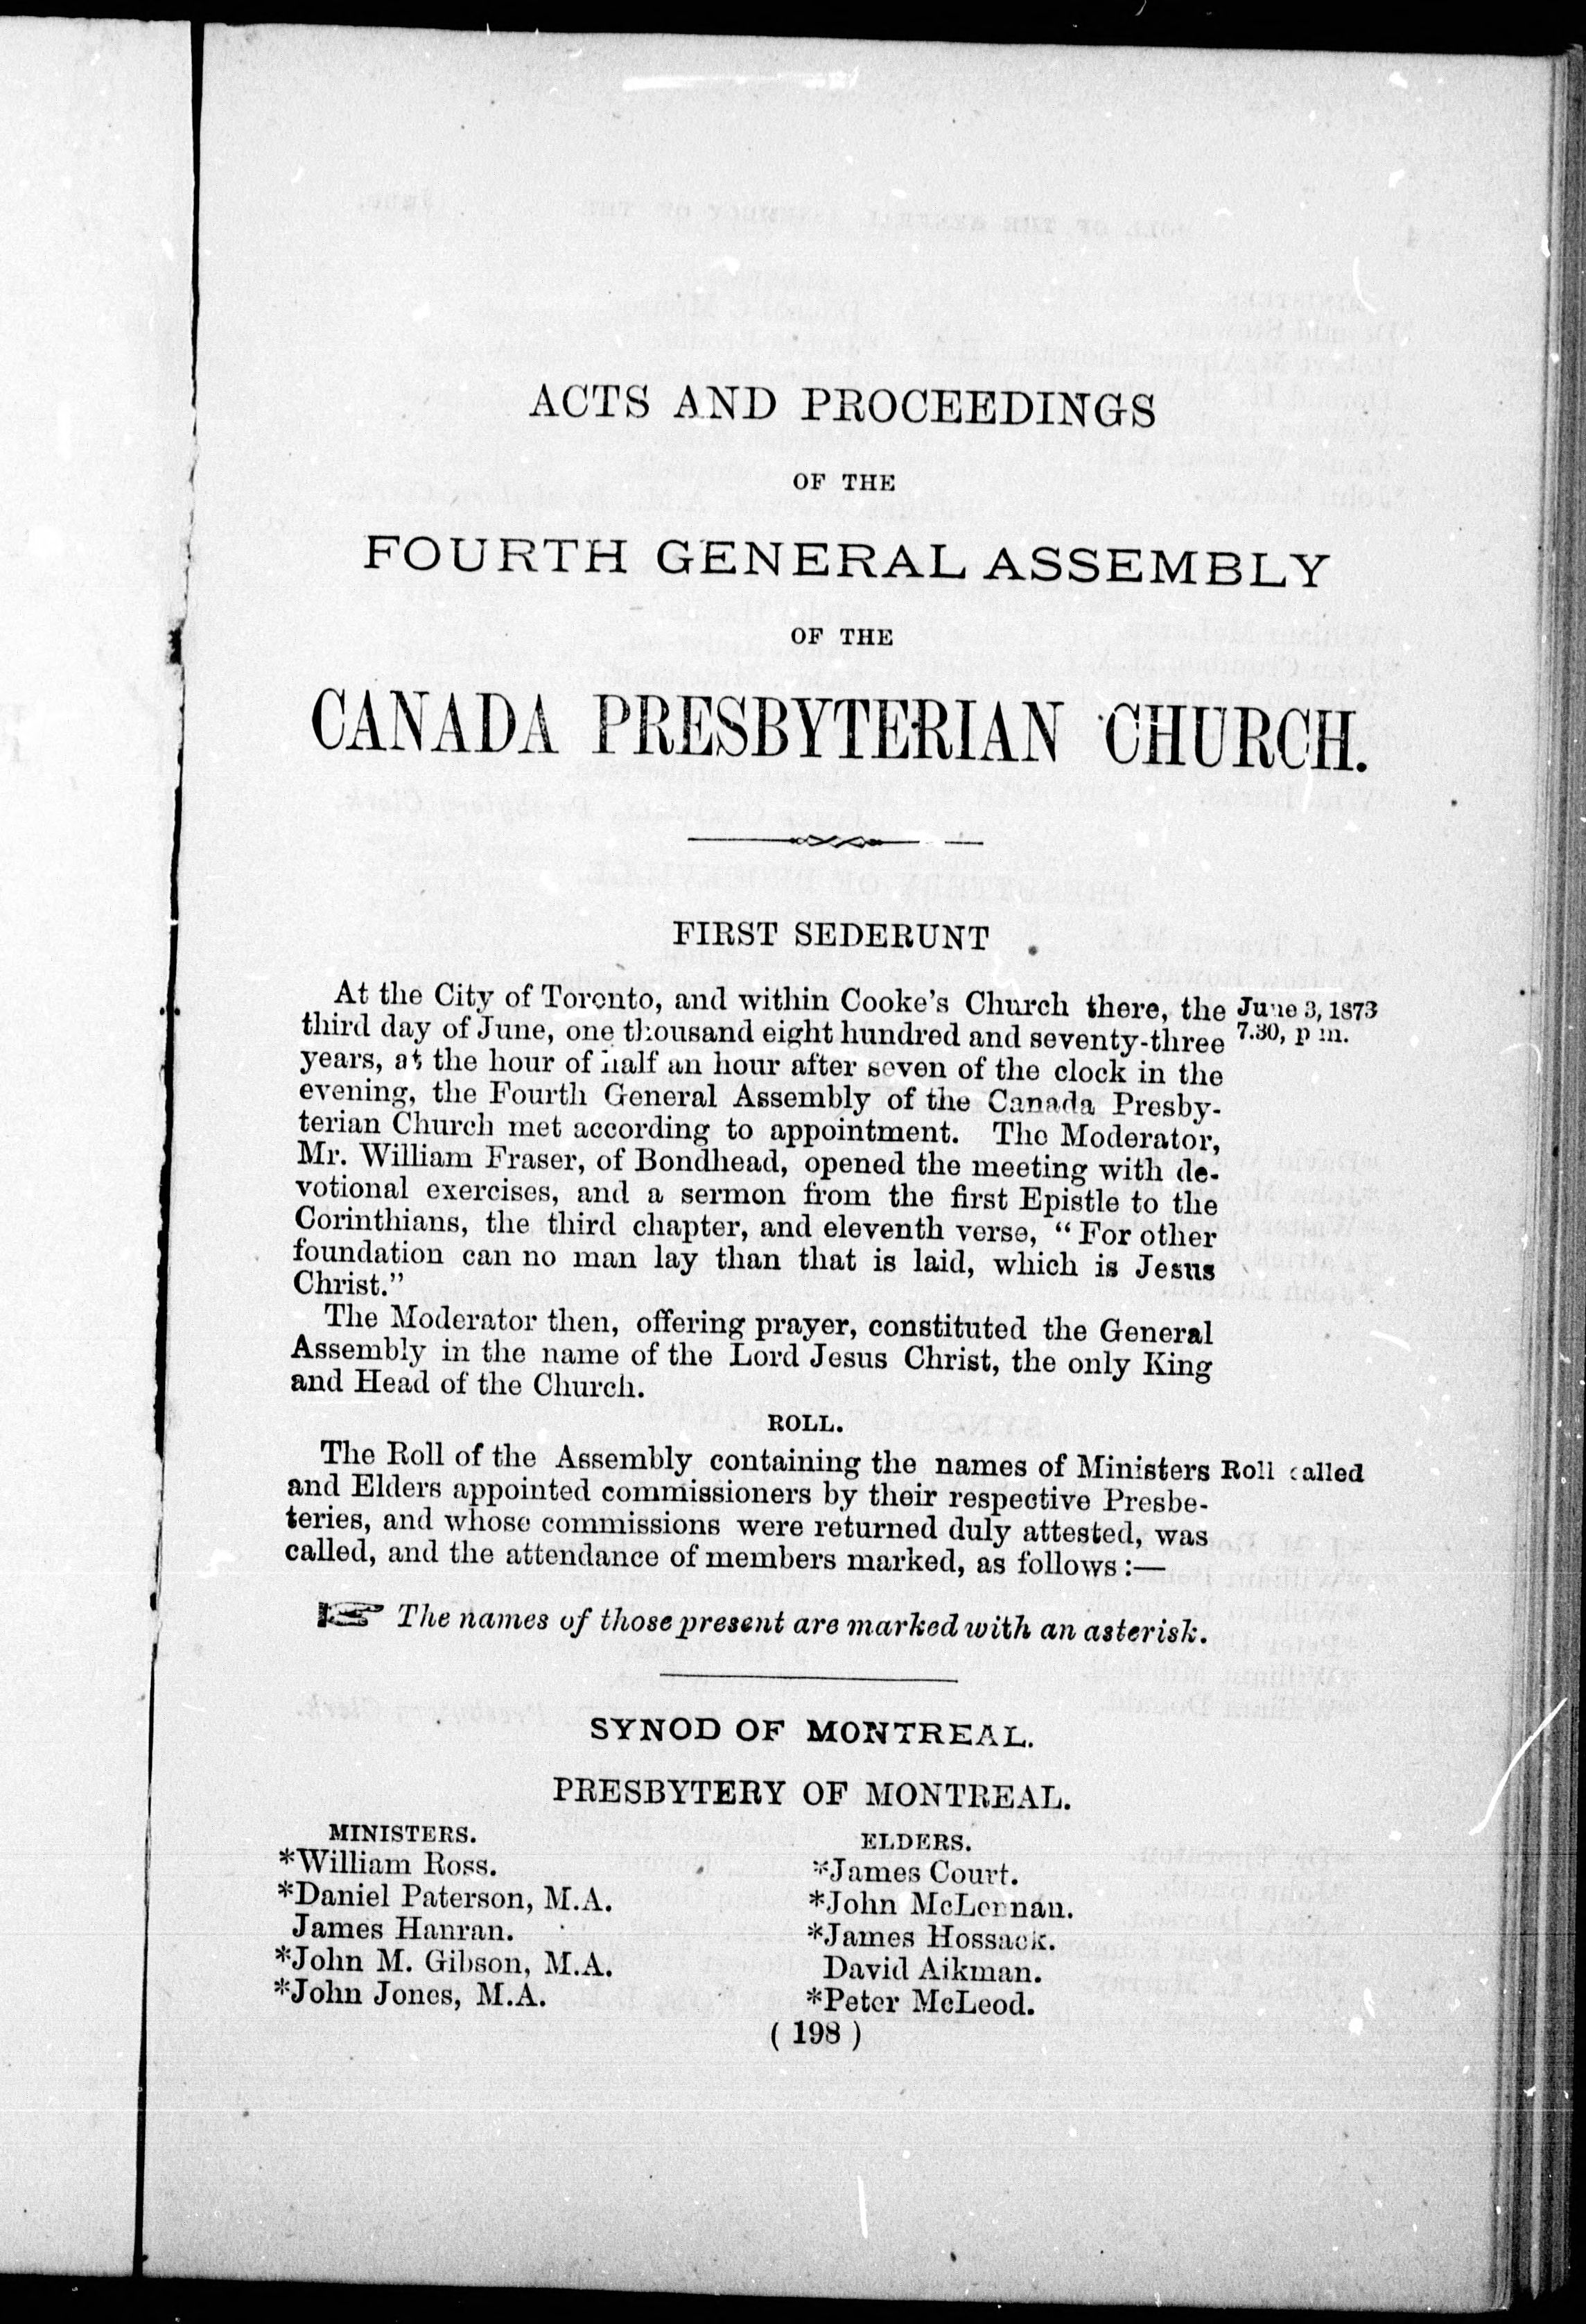 ACTS AND PROCEEDINGS
OF THE
FOURTH GENERAL ASSEMBLY
OF THE
CANADA PRESBYTERIAN CHURCH.
FIRST SEDERUNT
At the City of Toronto, and within Cooke's Church there, the June 3, 1873
third day of June, one thousand eight hundred and seventy-three 7.30, p m.
years, at the hour of half an hour after seven of the clock in the
evening, the Fourth General Assembly of the Canada Presby-
terian Church met according to appointment. The Moderator,
Mr. William Fraser, of Bondhead, opened the meeting with de-
votional exercises, and a sermon from the first Epistle to the
Corinthians, the third chapter, and eleventh verse, "For other
foundation can no man lay than that is laid, which is Jesus
Christ."
The Moderator then, offering prayer, constituted the General
Assembly in the name of the Lord Jesus Christ, the only King
and Head of the Church.
ROLL.
The Roll of the Assembly containing the names of Ministers Roll called
and Elders appointed commissioners by their respective Presbe-
teries, and whose commissions were returned duly attested, was
called, and the attendance of members marked, as follows:—
☞ The names of those present are marked with an asterisk.
SYNOD OF MONTREAL.
PRESBYTERY OF MONTREAL.
MINISTERS. ELDERS.
*William Ross. *James Court.
*Daniel Paterson, M.A. *John McLennan.
James Hanran. *James Hossack.
*John M. Gibson, M.A. David Aikman.
*John Jones, M.A. *Peter McLeod.
( 198 )